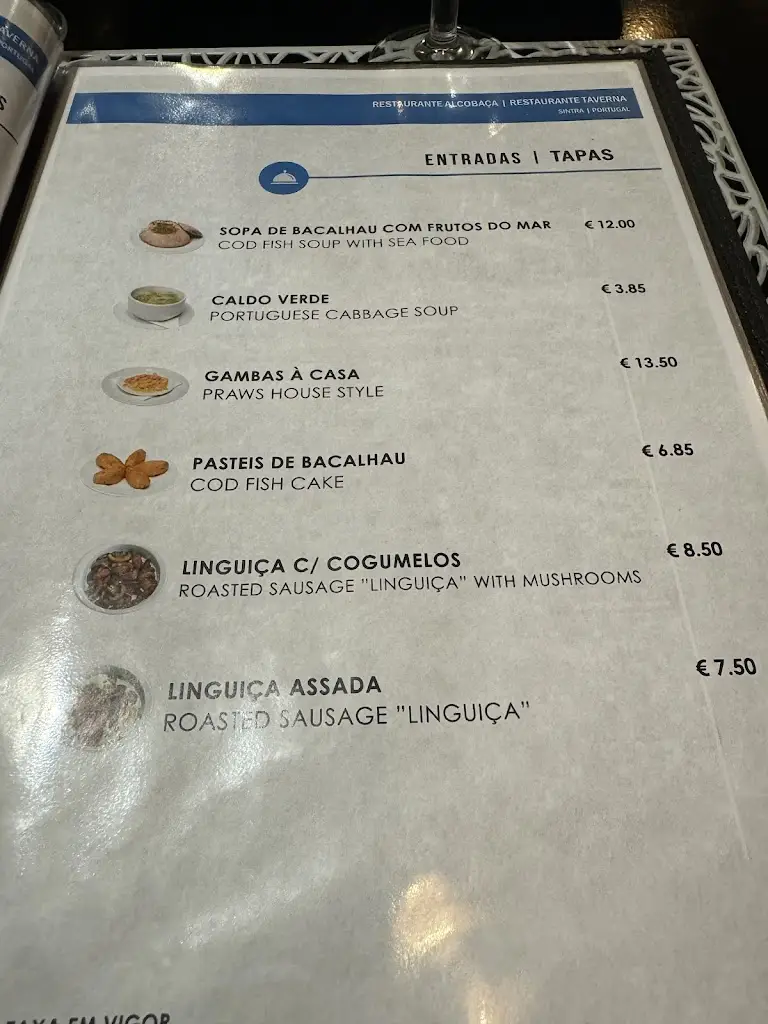 AVERNA
PORTUGAL
S
RESTAURANTE ALCOBAÇA | RESTAURANTE TAVERNA
SINTRA | PORTUGAL
ENTRADAS | TAPAS
SOPA DE BACALHAU COM FRUTOS DO MAR € 12.00
COD FISH SOUP WITH SEA FOOD
CALDO VERDE € 3.85
PORTUGUESE CABBAGE SOUP
GAMBAS À CASA € 13.50
PRAWS HOUSE STYLE
PASTEIS DE BACALHAU € 6.85
COD FISH CAKE
LINGUIÇA C/ COGUMELOS € 8.50
ROASTED SAUSAGE "LINGUIÇA" WITH MUSHROOMS
LINGUIÇA ASSADA € 7.50
ROASTED SAUSAGE "LINGUIÇA"
TAXA EM VIGOR